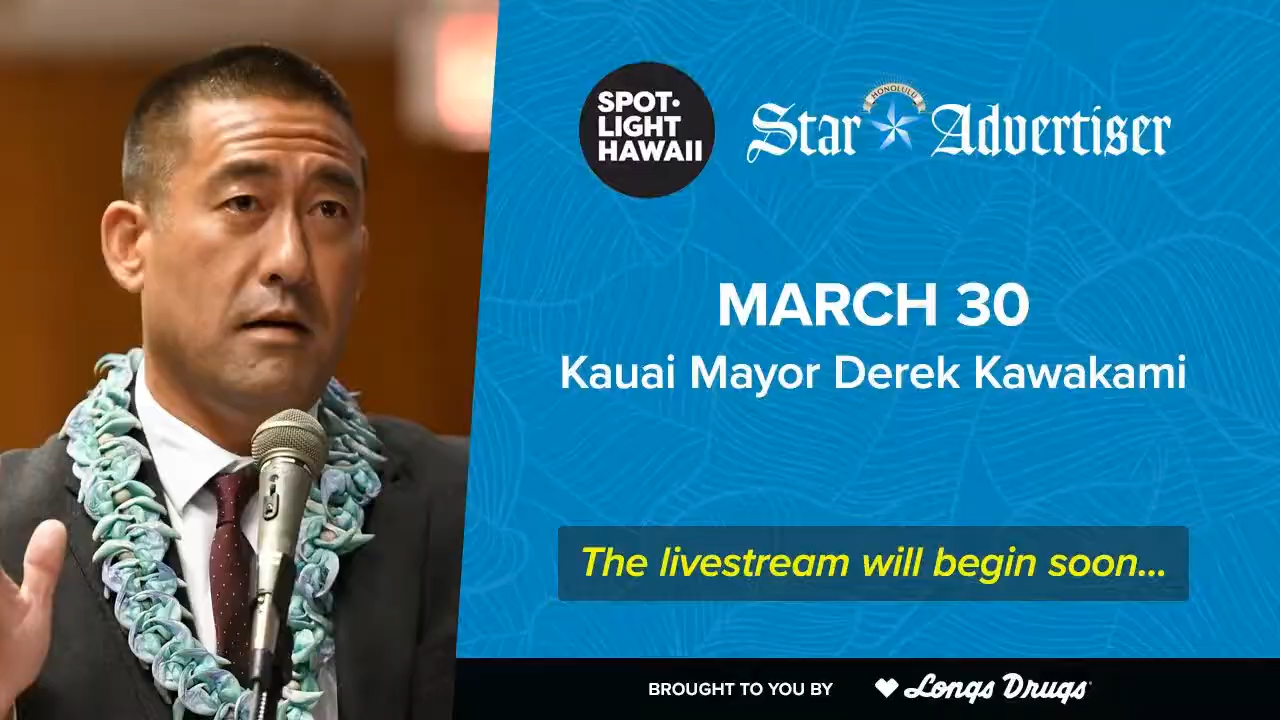 SPOT•
LIGHT
HAWAII
HONOLULU
Star Advertiser
MARCH 30
Kauai Mayor Derek Kawakami
The livestream will begin soon...
BROUGHT TO YOU BY Longs Drugs